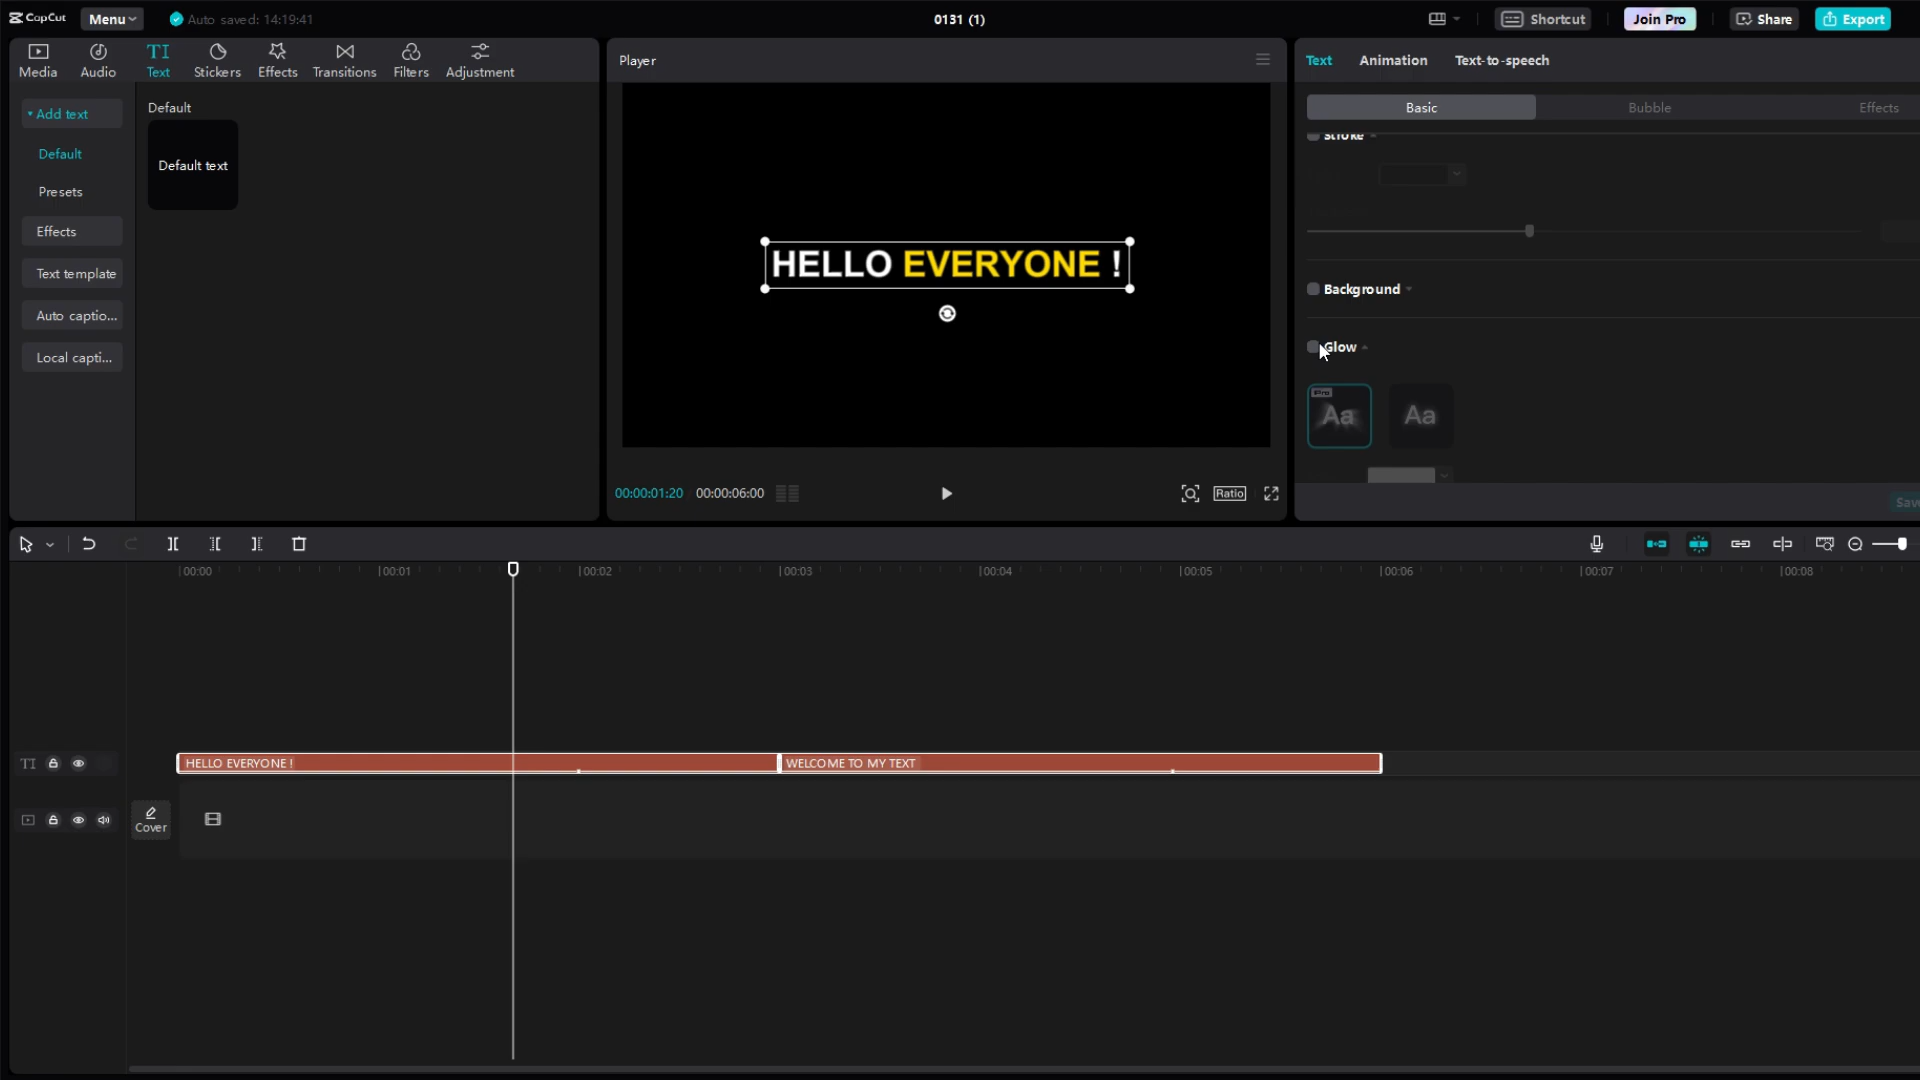 CapCut Menu Auto saved: 14:19:41 0131 (1) Shortcut Join Pro Share Export
Media Audio Text Stickers Effects Transitions Filters Adjustment
Player
Text Animation Text-to-speech
Add text
Default
Presets
Effects
Text template
Auto captio...
Local capti...
Default
Default text
HELLO EVERYONE !
00:00:01:20 00:00:06:00 Ratio
Basic Bubble Effects
Stroke
Background
Glow
Pro
Aa Aa
Save
00:00 00:01 00:02 00:03 00:04 00:05 00:06 00:07 00:08
TI HELLO EVERYONE ! WELCOME TO MY TEXT
Cover